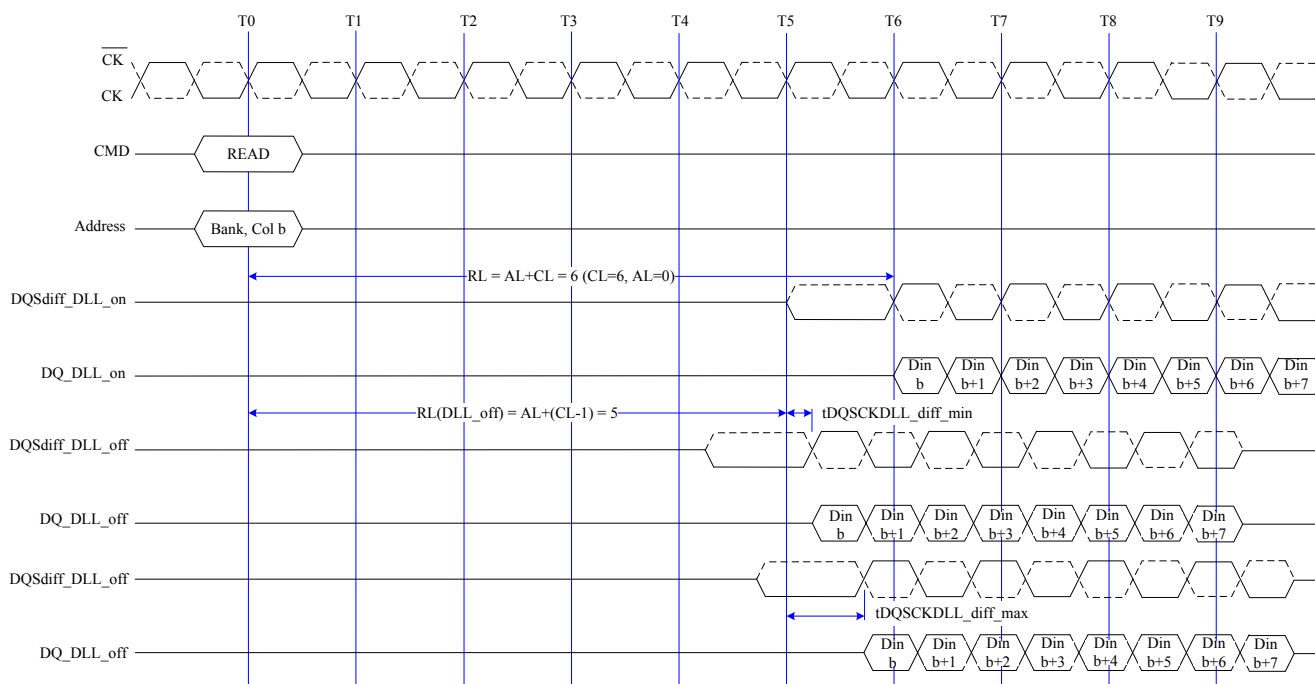 T0 T1 T2 T3 T4 T5 T6 T7 T8 T9
CK
CK
CMD READ
Address Bank, Col b
RL = AL+CL = 6 (CL=6, AL=0)
DQSdiff_DLL_on
DQ_DLL_on Din b Din b+1 Din b+2 Din b+3 Din b+4 Din b+5 Din b+6 Din b+7
RL(DLL_off) = AL+(CL-1) = 5 tDQSCKDLL_diff_min
DQSdiff_DLL_off
DQ_DLL_off Din b Din b+1 Din b+2 Din b+3 Din b+4 Din b+5 Din b+6 Din b+7
DQSdiff_DLL_off
tDQSCKDLL_diff_max
DQ_DLL_off Din b Din b+1 Din b+2 Din b+3 Din b+4 Din b+5 Din b+6 Din b+7